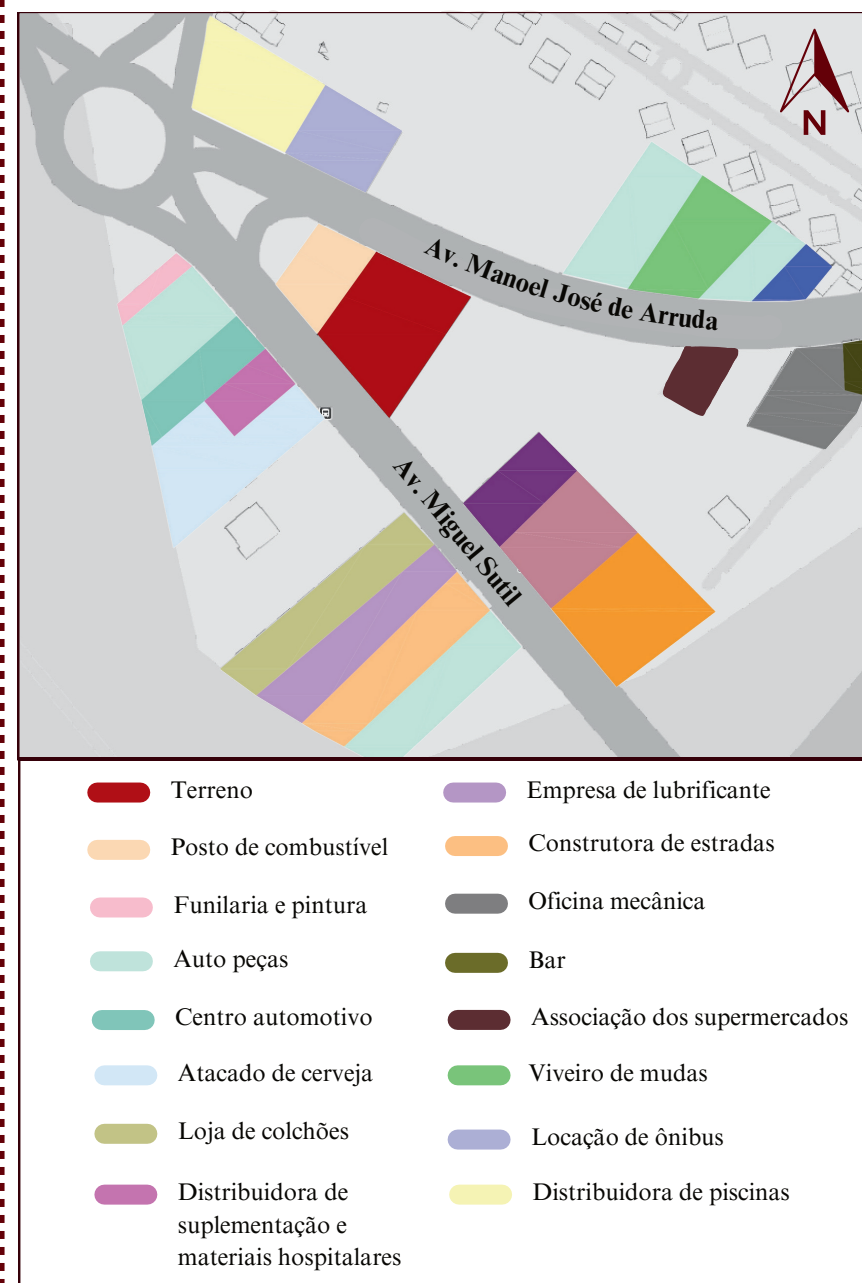 N
Av. Manoel José de Arruda
Av. Miguel Sutil
Terreno
Posto de combustível
Funilaria e pintura
Auto peças
Centro automotivo
Atacado de cerveja
Loja de colchões
Distribuidora de
suplementação e
materiais hospitalares
Empresa de lubrificante
Construtora de estradas
Oficina mecânica
Bar
Associação dos supermercados
Viveiro de mudas
Locação de ônibus
Distribuidora de piscinas